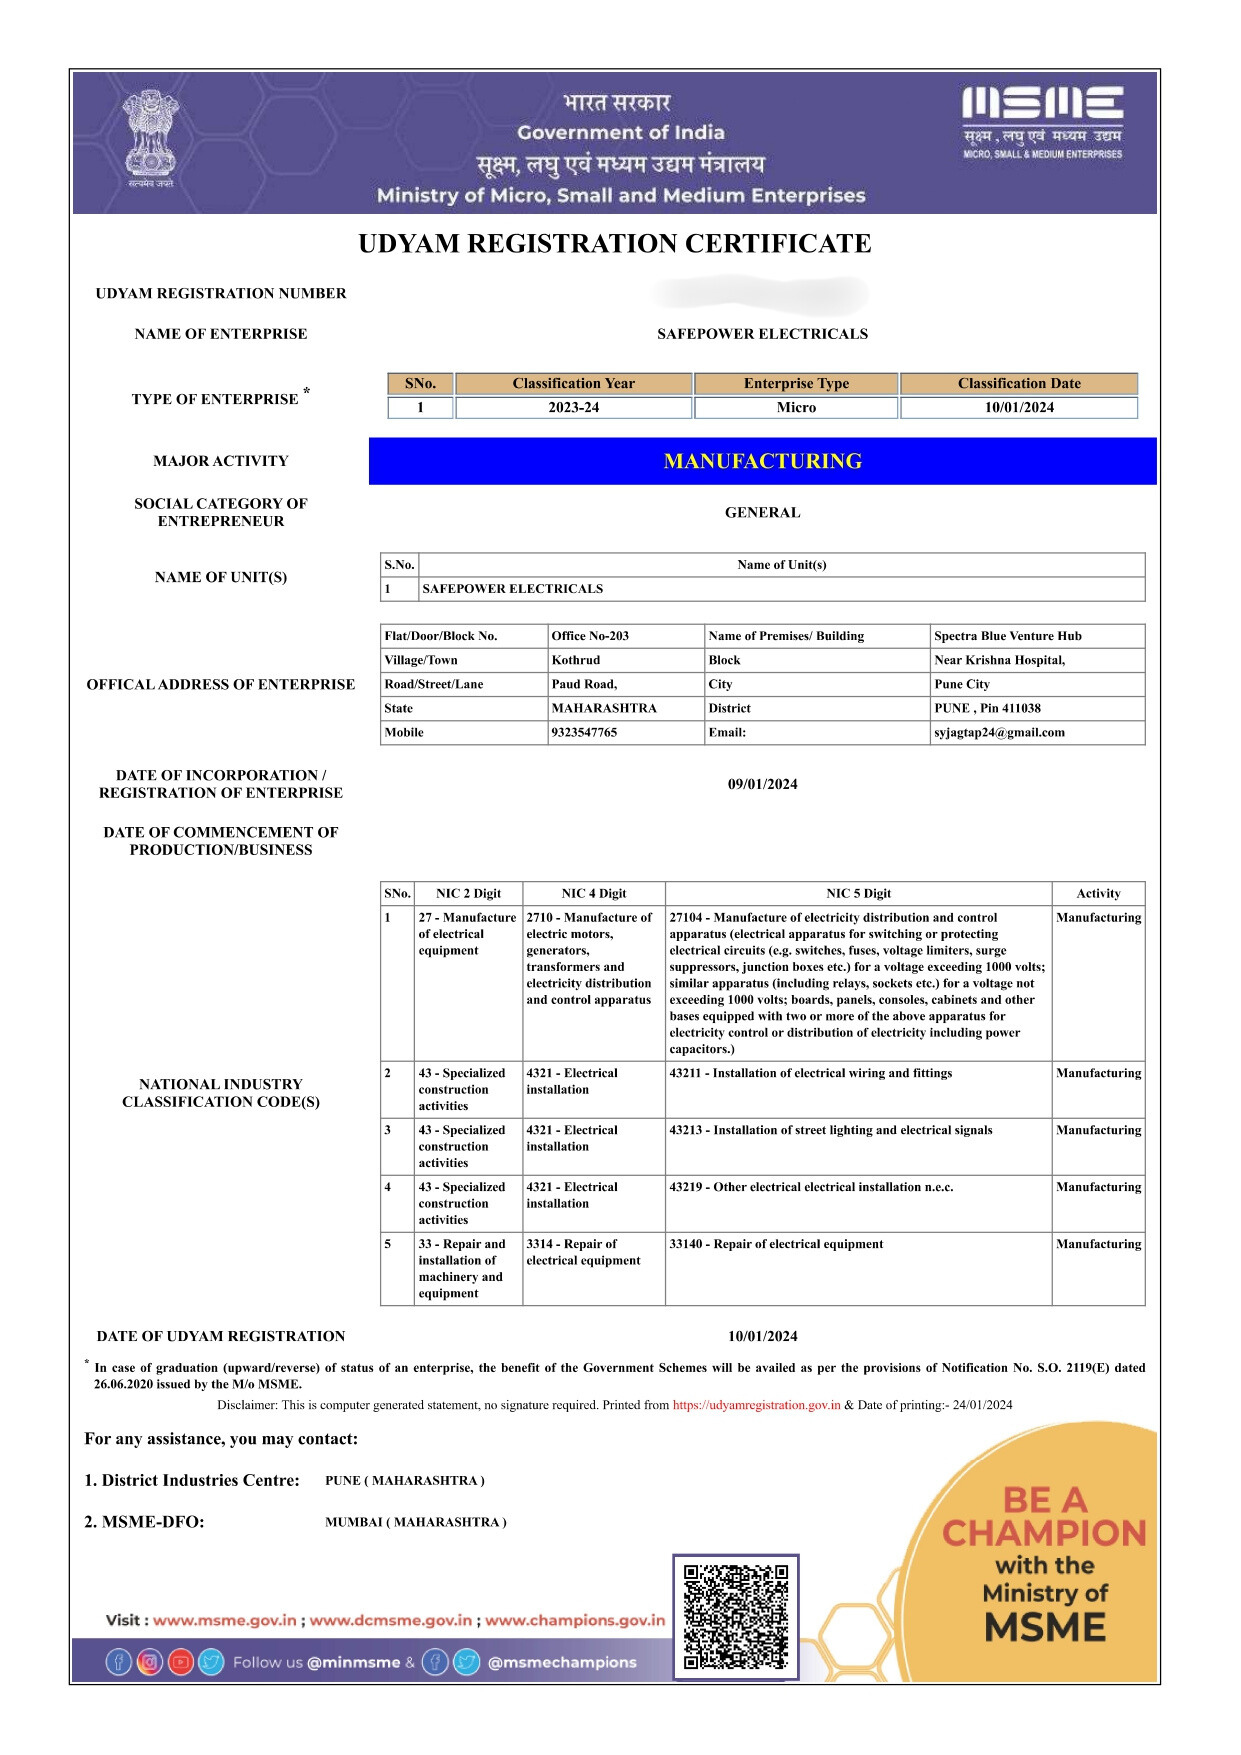 भारत सरकार
Government of India
सूक्ष्म, लघु एवं मध्यम उद्यम मंत्रालय
Ministry of Micro, Small and Medium Enterprises
सत्यमेव जयते
MSME
सूक्ष्म, लघु एवं मध्यम उद्यम
MICRO, SMALL & MEDIUM ENTERPRISES
UDYAM REGISTRATION CERTIFICATE
UDYAM REGISTRATION NUMBER
NAME OF ENTERPRISE SAFEPOWER ELECTRICALS
TYPE OF ENTERPRISE *
SNo. Classification Year Enterprise Type Classification Date
1 2023-24 Micro 10/01/2024
MAJOR ACTIVITY MANUFACTURING
SOCIAL CATEGORY OF
ENTREPRENEUR
GENERAL
NAME OF UNIT(S)
S.No. Name of Unit(s)
1 SAFEPOWER ELECTRICALS
OFFICAL ADDRESS OF ENTERPRISE
Flat/Door/Block No. Office No-203 Name of Premises/ Building Spectra Blue Venture Hub
Village/Town Kothrud Block Near Krishna Hospital,
Road/Street/Lane Paud Road, City Pune City
State MAHARASHTRA District PUNE , Pin 411038
Mobile 9323547765 Email: syjagtap24@gmail.com
DATE OF INCORPORATION /
REGISTRATION OF ENTERPRISE
09/01/2024
DATE OF COMMENCEMENT OF
PRODUCTION/BUSINESS
NATIONAL INDUSTRY
CLASSIFICATION CODE(S)
SNo. NIC 2 Digit NIC 4 Digit NIC 5 Digit Activity
1
27 - Manufacture
of electrical
equipment
2710 - Manufacture of
electric motors,
generators,
transformers and
electricity distribution
and control apparatus
27104 - Manufacture of electricity distribution and control
apparatus (electrical apparatus for switching or protecting
electrical circuits (e.g. switches, fuses, voltage limiters, surge
suppressors, junction boxes etc.) for a voltage exceeding 1000 volts;
similar apparatus (including relays, sockets etc.) for a voltage not
exceeding 1000 volts; boards, panels, consoles, cabinets and other
bases equipped with two or more of the above apparatus for
electricity control or distribution of electricity including power
capacitors.)
Manufacturing
2
43 - Specialized
construction
activities
4321 - Electrical
installation
43211 - Installation of electrical wiring and fittings
Manufacturing
3
43 - Specialized
construction
activities
4321 - Electrical
installation
43213 - Installation of street lighting and electrical signals
Manufacturing
4
43 - Specialized
construction
activities
4321 - Electrical
installation
43219 - Other electrical electrical installation n.e.c.
Manufacturing
5
33 - Repair and
installation of
machinery and
equipment
3314 - Repair of
electrical equipment
33140 - Repair of electrical equipment
Manufacturing
DATE OF UDYAM REGISTRATION 10/01/2024
* In case of graduation (upward/reverse) of status of an enterprise, the benefit of the Government Schemes will be availed as per the provisions of Notification No. S.O. 2119(E) dated
26.06.2020 issued by the M/o MSME.
Disclaimer: This is computer generated statement, no signature required. Printed from https://udyamregistration.gov.in & Date of printing:- 24/01/2024
For any assistance, you may contact:
1. District Industries Centre: PUNE ( MAHARASHTRA )
2. MSME-DFO: MUMBAI ( MAHARASHTRA )
BE A
CHAMPION
with the
Ministry of
MSME
Visit : www.msme.gov.in ; www.dcmsme.gov.in ; www.champions.gov.in
Follow us @minmsme & @msmechampions